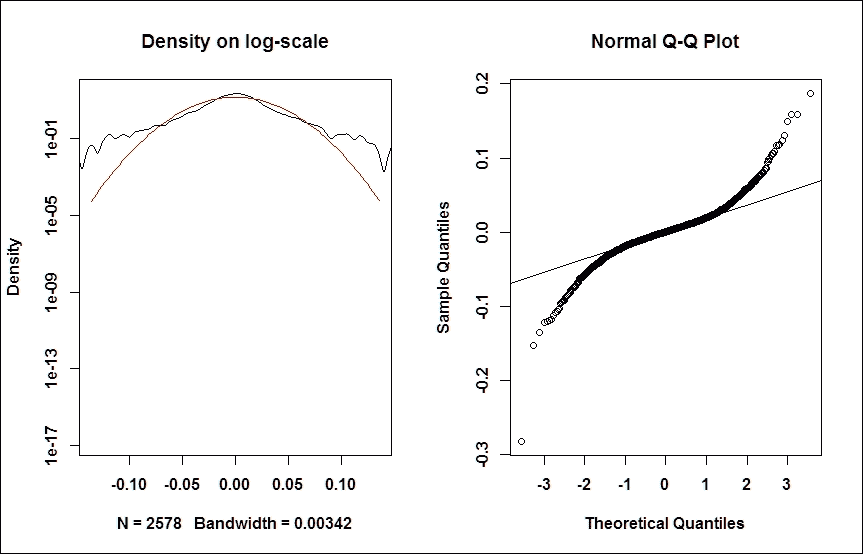 Density on log-scale
Density
1e-01
1e-05
1e-09
1e-13
1e-17
-0.10 -0.05 0.00 0.05 0.10
N = 2578 Bandwidth = 0.00342
Normal Q-Q Plot
Sample Quantiles
0.2
0.1
0.0
-0.1
-0.2
-0.3
-3 -2 -1 0 1 2 3
Theoretical Quantiles